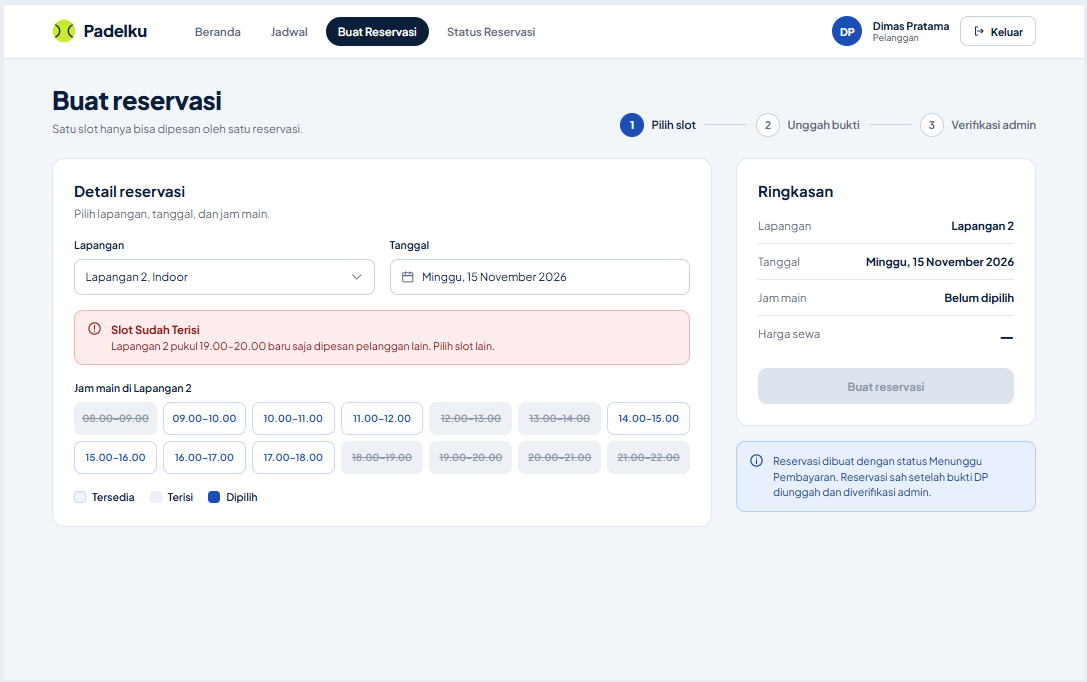 Padelku
Beranda
Jadwal
Buat Reservasi
Status Reservasi
DP
Dimas Pratama
Pelanggan
Keluar
Buat reservasi
Satu slot hanya bisa dipesan oleh satu reservasi.
1 Pilih slot
2 Unggah bukti
3 Verifikasi admin
Detail reservasi
Pilih lapangan, tanggal, dan jam main.
Lapangan
Tanggal
Lapangan 2, Indoor
Minggu, 15 November 2026
Slot Sudah Terisi
Lapangan 2 pukul 19.00–20.00 baru saja dipesan pelanggan lain. Pilih slot lain.
Jam main di Lapangan 2
08.00–09.00
09.00–10.00
10.00–11.00
11.00–12.00
12.00–13.00
13.00–14.00
14.00–15.00
15.00–16.00
16.00–17.00
17.00–18.00
18.00–19.00
19.00–20.00
20.00–21.00
21.00–22.00
Tersedia
Terisi
Dipilih
Ringkasan
Lapangan
Lapangan 2
Tanggal
Minggu, 15 November 2026
Jam main
Belum dipilih
Harga sewa
—
Buat reservasi
Reservasi dibuat dengan status Menunggu
Pembayaran. Reservasi sah setelah bukti DP
diunggah dan diverifikasi admin.